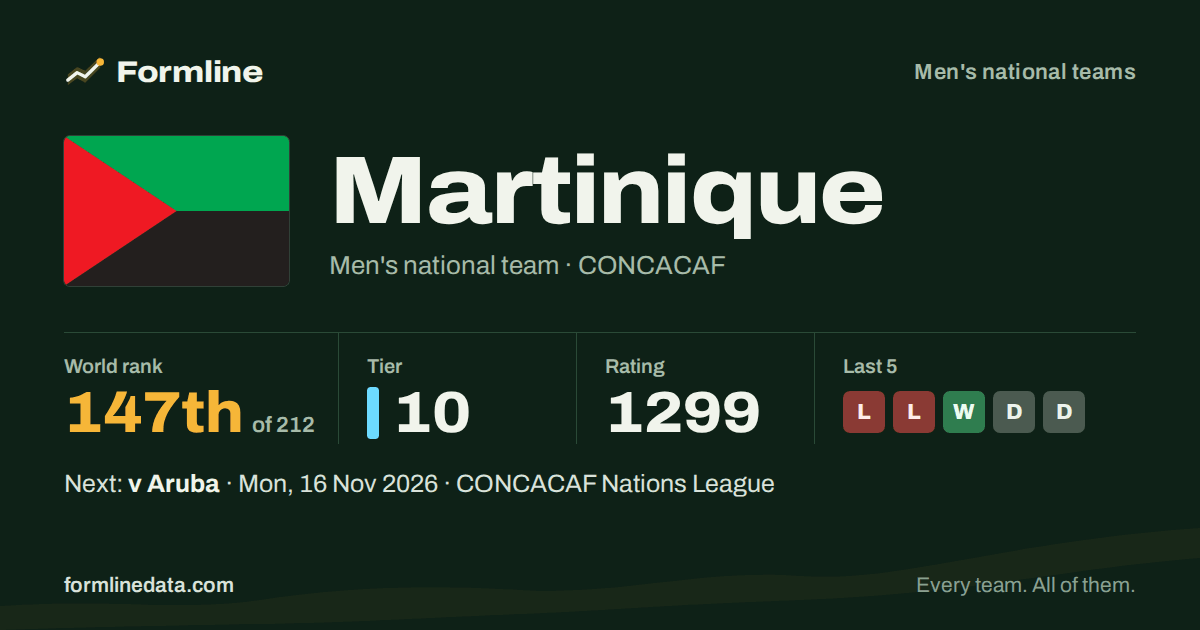 Formline
Men's national teams
Martinique
Men's national team · CONCACAF
World rank
147th of 212
Tier
10
Rating
1299
Last 5
L L W D D
Next: v Aruba · Mon, 16 Nov 2026 · CONCACAF Nations League
formlinedata.com
Every team. All of them.